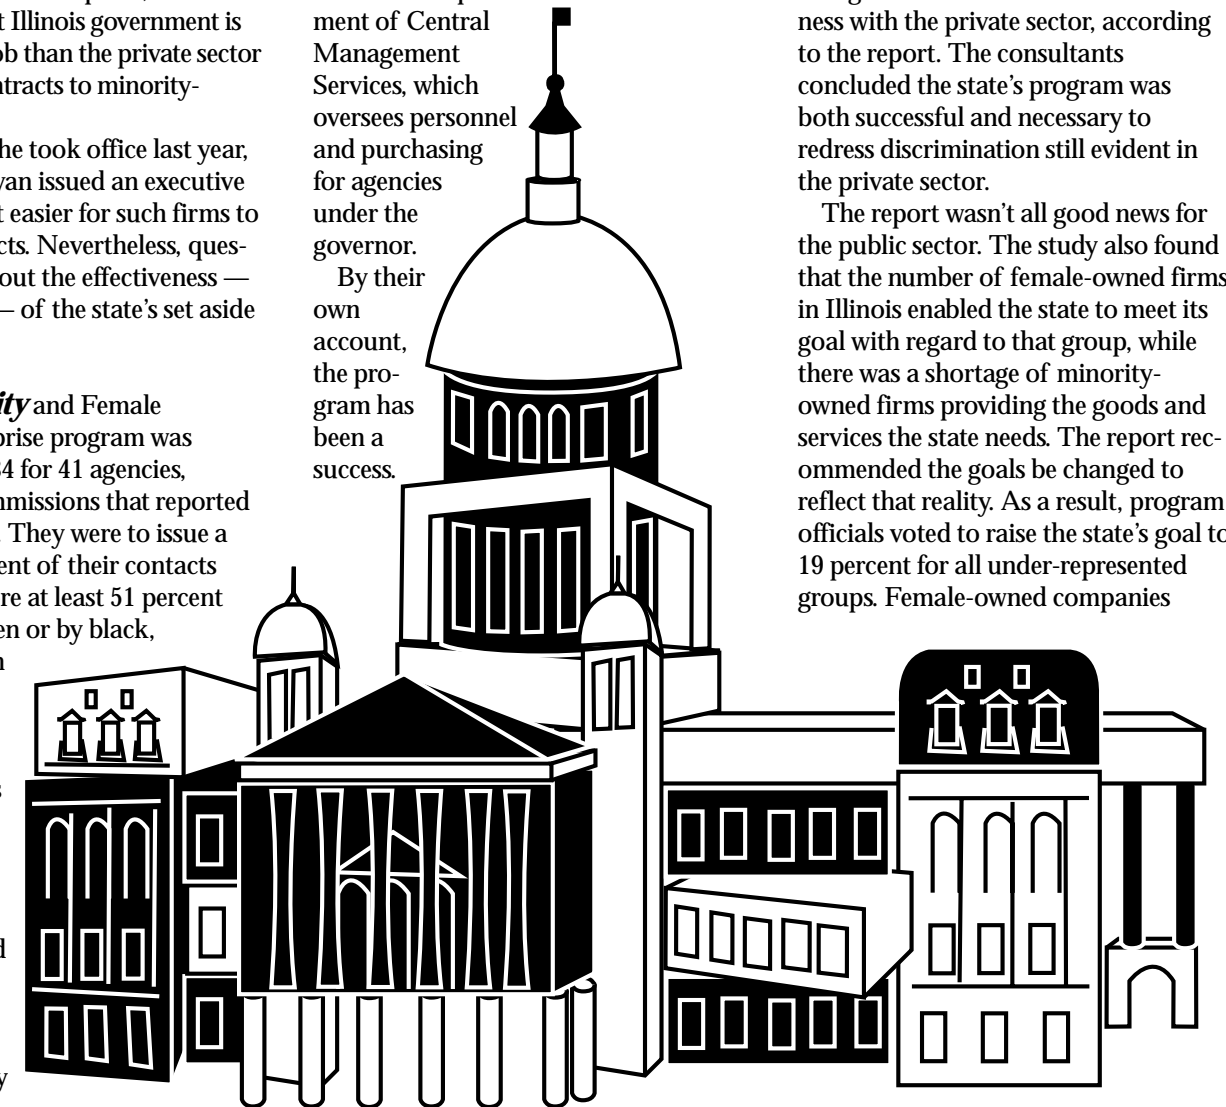 t Illinois government is
ob than the private sector
ntracts to minority-
he took office last year,
yan issued an executive
t easier for such firms to
cts. Nevertheless, ques-
out the effectiveness —
— of the state’s set aside
ity and Female
prise program was
84 for 41 agencies,
mmissions that reported
. They were to issue a
ent of their contacts
re at least 51 percent
en or by black,
n
s
d
y
ment of Central
Management
Services, which
oversees personnel
and purchasing
for agencies
under the
governor.
By their
own
account,
the pro-
gram has
been a
success.
ness with the private sector, according
to the report. The consultants
concluded the state’s program was
both successful and necessary to
redress discrimination still evident in
the private sector.
The report wasn’t all good news for
the public sector. The study also found
that the number of female-owned firms
in Illinois enabled the state to meet its
goal with regard to that group, while
there was a shortage of minority-
owned firms providing the goods and
services the state needs. The report rec-
ommended the goals be changed to
reflect that reality. As a result, program
officials voted to raise the state’s goal to
19 percent for all under-represented
groups. Female-owned companies